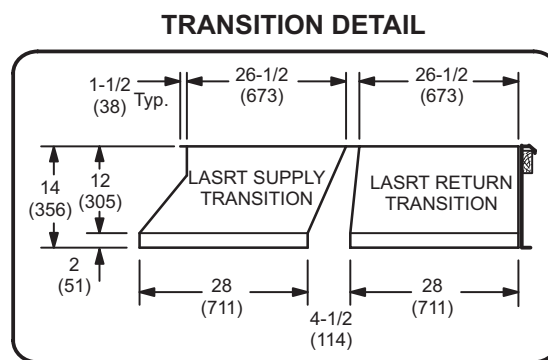 TRANSITION DETAIL
1-1/2
(38) Typ.
26-1/2
(673)
26-1/2
(673)
14
(356)
12
(305)
LASRT SUPPLY
TRANSITION
LASRT RETURN
TRANSITION
2
(51)
28
(711)
4-1/2
(114)
28
(711)